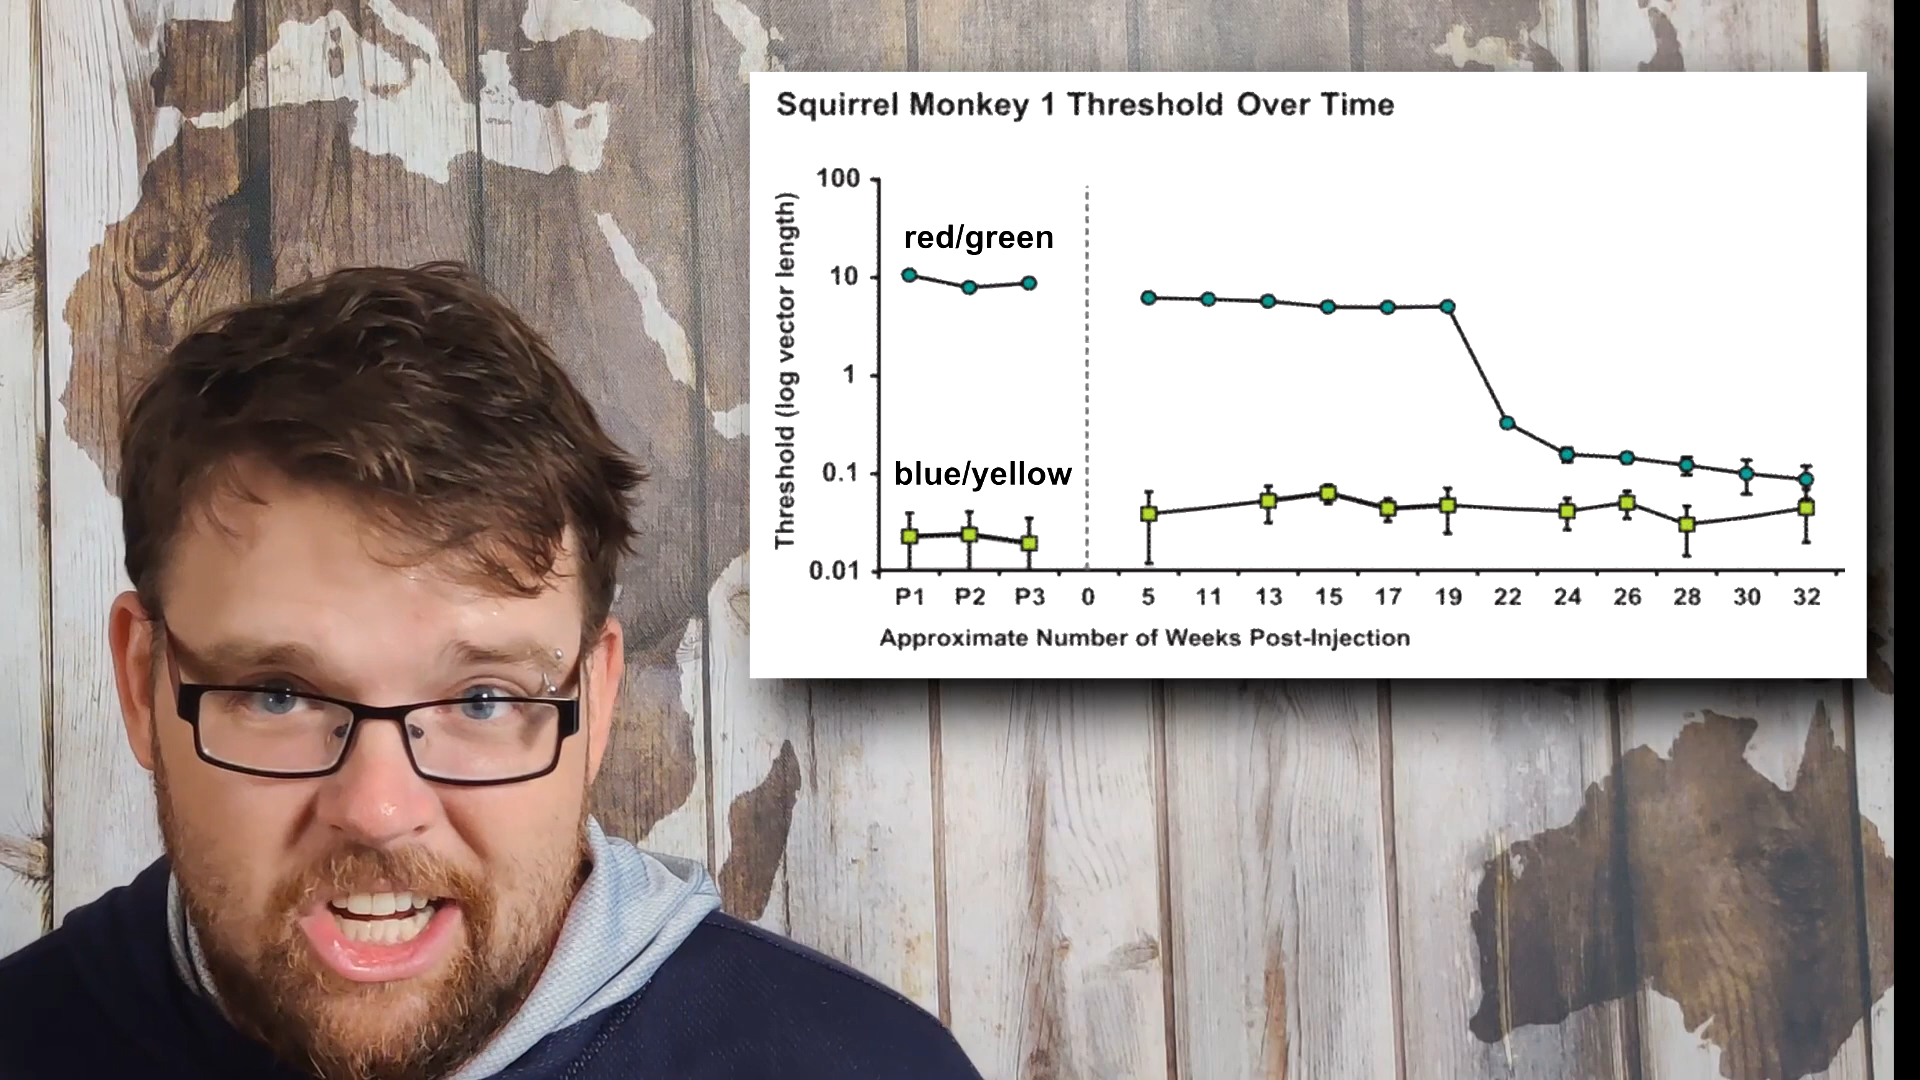 Squirrel Monkey 1 Threshold Over Time
Threshold (log vector length)
100
10
1
0.1
0.01
red/green
blue/yellow
P1 P2 P3 0 5 11 13 15 17 19 22 24 26 28 30 32
Approximate Number of Weeks Post-Injection